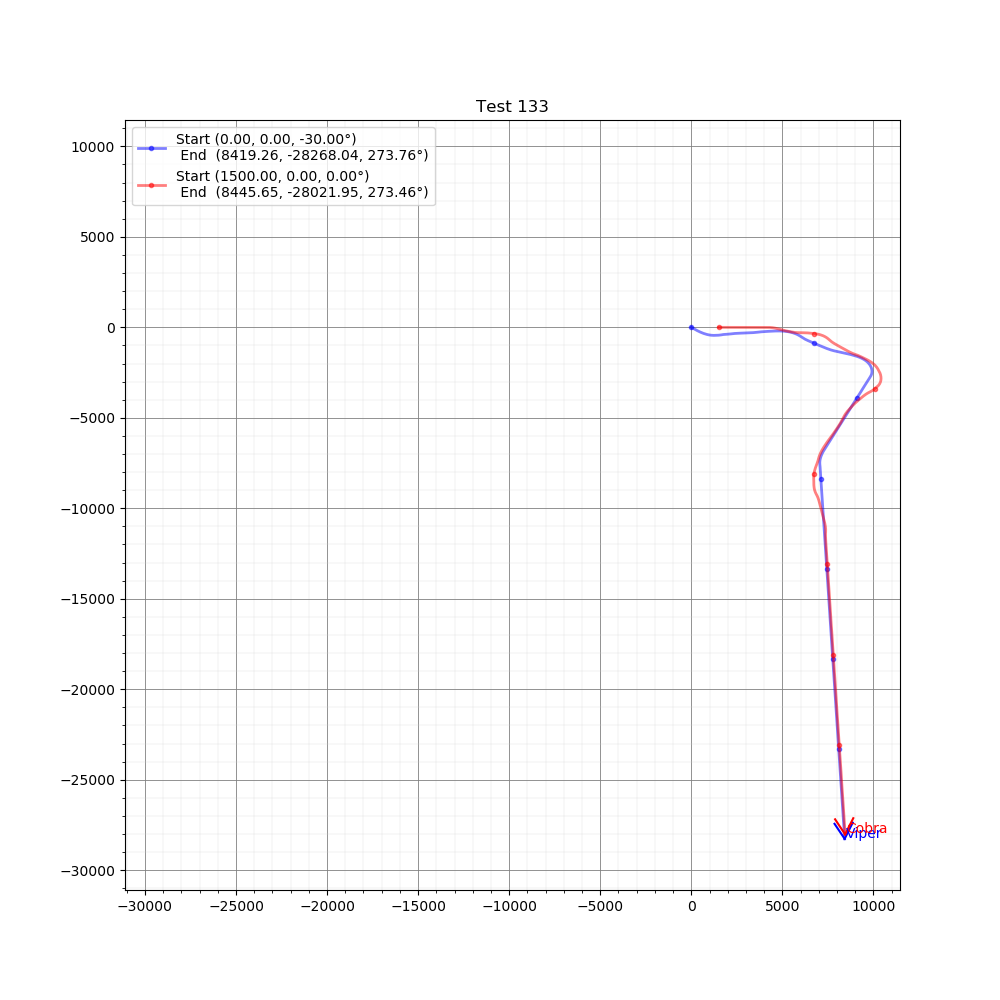 Test 133
Start (0.00, 0.00, -30.00°)
End (8419.26, -28268.04, 273.76°)
Start (1500.00, 0.00, 0.00°)
End (8445.65, -28021.95, 273.46°)
10000
5000
0
−5000
−10000
−15000
−20000
−25000
−30000
Cobra
Viper
−30000 −25000 −20000 −15000 −10000 −5000 0 5000 10000